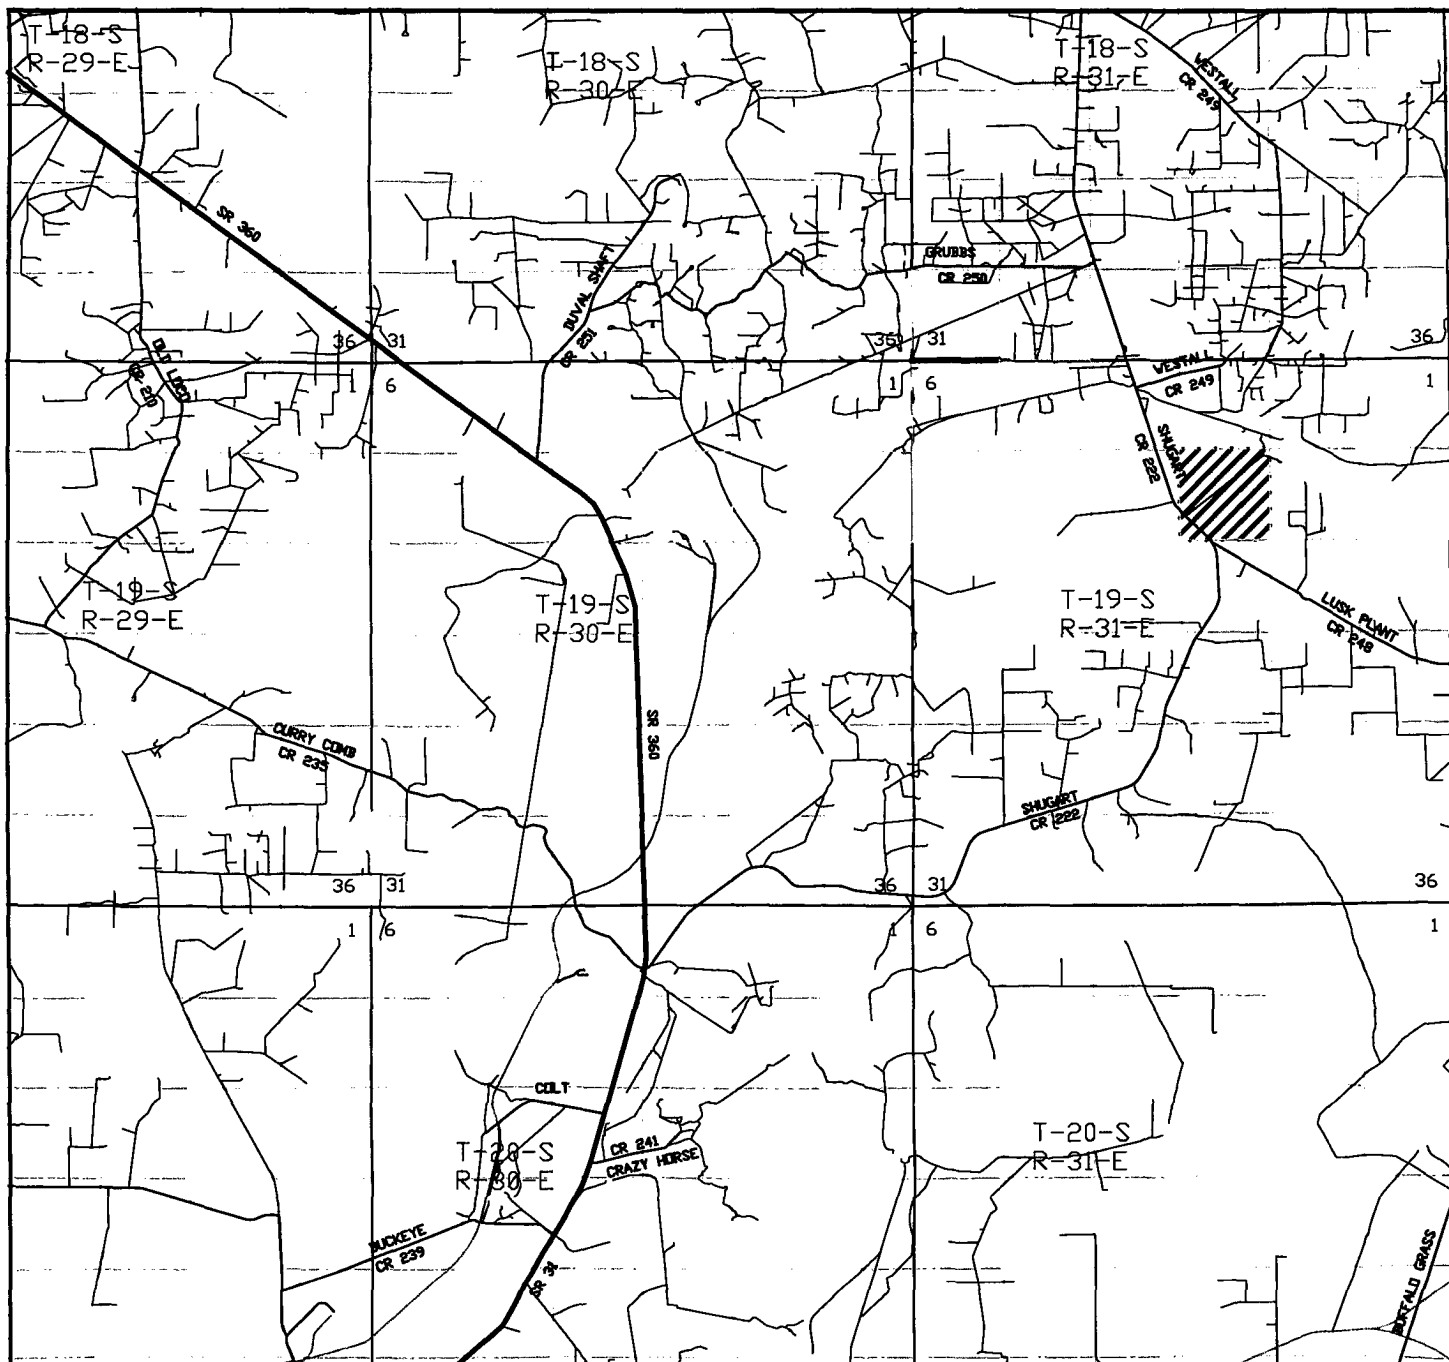 T-18-S
R-29-E
T-18-S
R-30-E
T-18-S
R-31-E
WESTALL
CR 249
SR 360
DUVAL SHAFT
CR 251
GRUBBS
CR 250
36
31
36
31
36
OLD LOCO
CR 210
1
6
1
6
WESTALL
CR 249
1
SHUGART
CR 222
T-19-S
R-29-E
T-19-S
R-30-E
T-19-S
R-31-E
LUSK PLANT
CR 248
CURRY COMB
CR 235
SR 360
SHUGART
CR 222
36
31
36
31
36
1
6
1
6
1
COLT
T-20-S
R-30-E
CR 241
CRAZY HORSE
T-20-S
R-31-E
BUCKEYE
CR 239
SR 31
BUFFALO GRASS